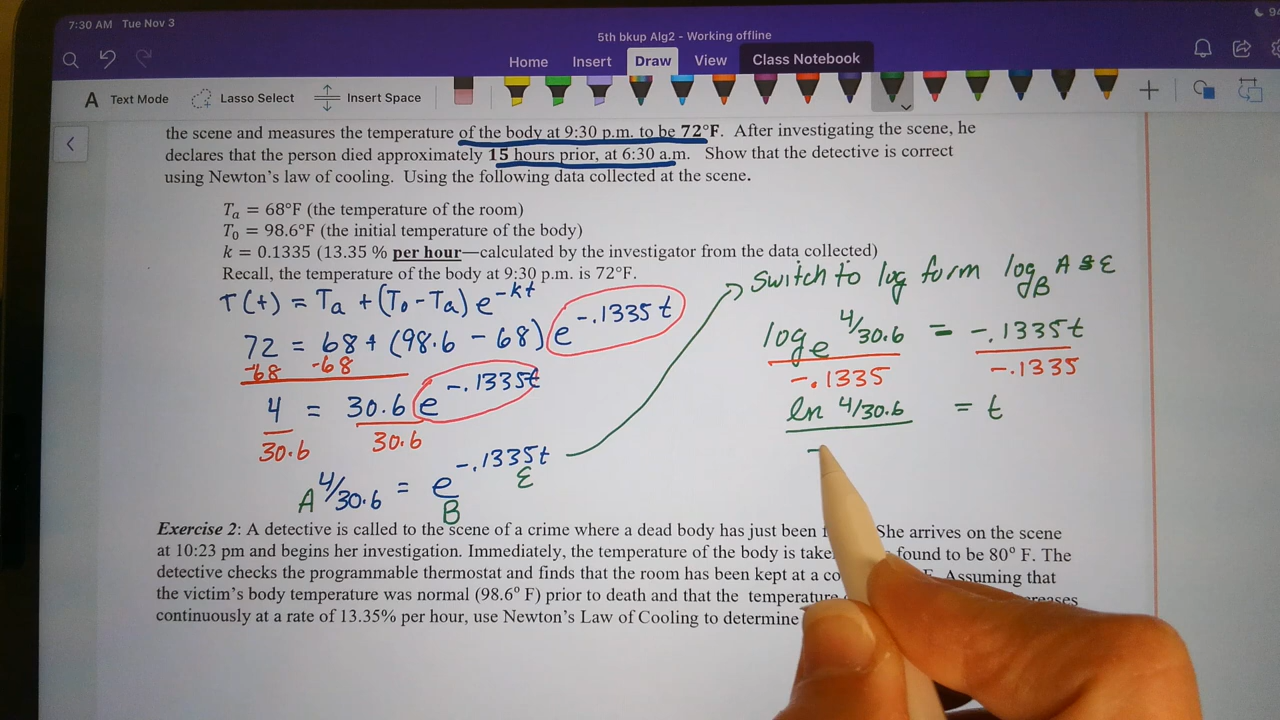 7:30 AM Tue Nov 3
5th bkup Alg2 - Working offline
Home Insert Draw View Class Notebook
A Text Mode Lasso Select Insert Space
the scene and measures the temperature of the body at 9:30 p.m. to be 72°F. After investigating the scene, he
declares that the person died approximately 15 hours prior, at 6:30 a.m. Show that the detective is correct
using Newton's law of cooling. Using the following data collected at the scene.
Tₐ = 68°F (the temperature of the room)
T₀ = 98.6°F (the initial temperature of the body)
k = 0.1335 (13.35 % per hour—calculated by the investigator from the data collected)
Recall, the temperature of the body at 9:30 p.m. is 72°F.
T(t) = Ta + (To - Ta) e^-kt
72 = 68 + (98.6 - 68) e^-.1335t
-68 -68
4 = 30.6 e^-.1335t
30.6 30.6
A 4/30.6 = e^-.1335t
B E
Switch to log form log_B A = E
log_e 4/30.6 = -.1335t
-.1335 -.1335
ln 4/30.6 = t
-
Exercise 2: A detective is called to the scene of a crime where a dead body has just been She arrives on the scene
at 10:23 pm and begins her investigation. Immediately, the temperature of the body is found to be 80° F. The
detective checks the programmable thermostat and finds that the room has been kept at a Assuming that
the victim's body temperature was normal (98.6° F) prior to death and that the temperature
continuously at a rate of 13.35% per hour, use Newton's Law of Cooling to determine